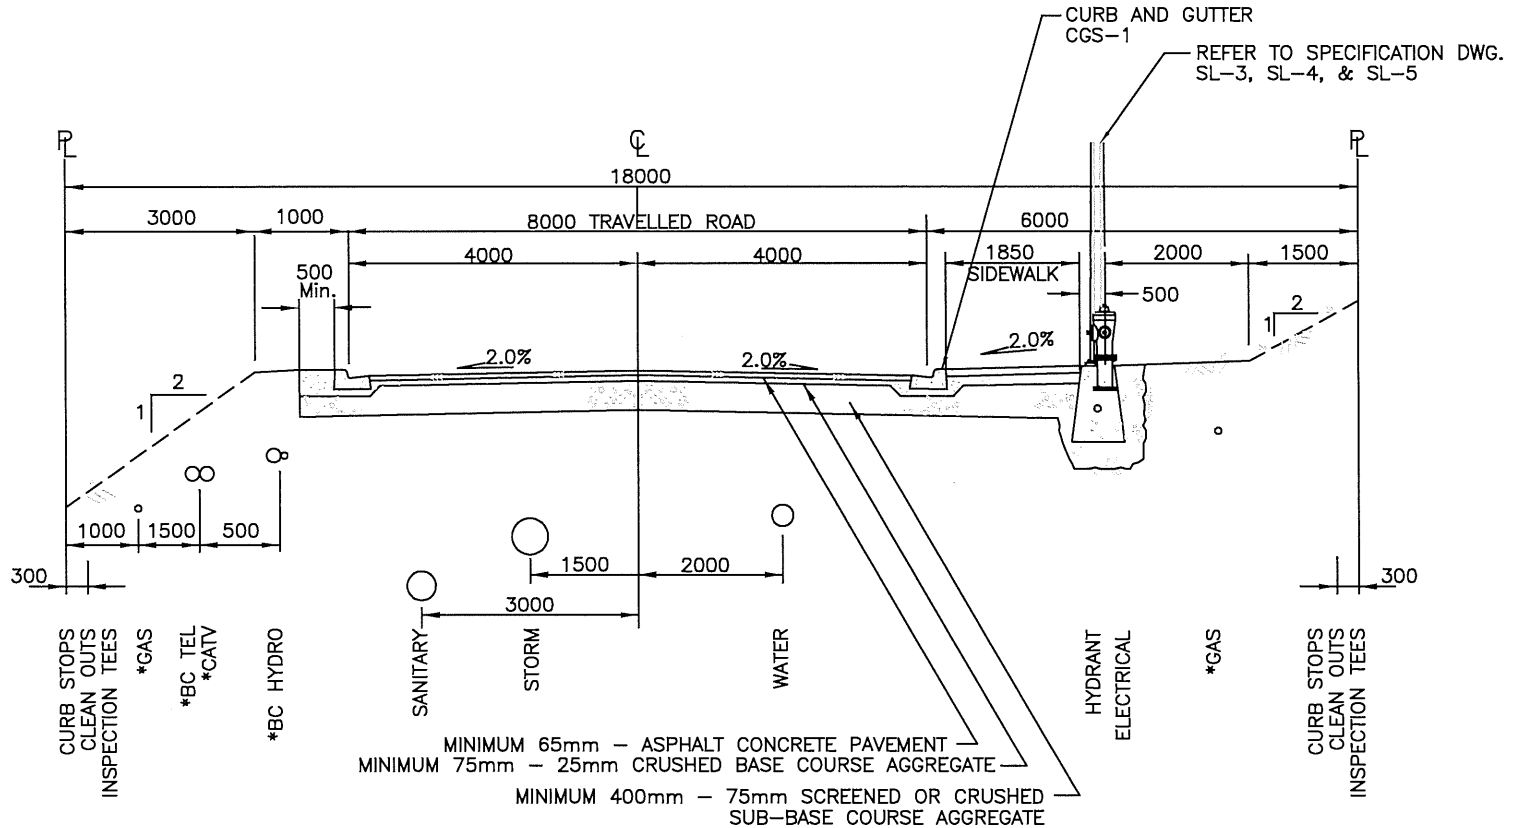 CURB AND GUTTER
CGS-1
REFER TO SPECIFICATION DWG.
SL-3, SL-4, & SL-5
PL
CL
PL
18000
3000
1000
8000 TRAVELLED ROAD
6000
4000
4000
1850
SIDEWALK
2000
1500
500
Min.
500
2.0%
2.0%
2.0%
1
2
1
2
1000
1500
500
300
1500
2000
3000
300
CURB STOPS
CLEAN OUTS
INSPECTION TEES
*GAS
*BC TEL
*CATV
*BC HYDRO
SANITARY
STORM
WATER
HYDRANT
ELECTRICAL
*GAS
CURB STOPS
CLEAN OUTS
INSPECTION TEES
MINIMUM 65mm - ASPHALT CONCRETE PAVEMENT
MINIMUM 75mm - 25mm CRUSHED BASE COURSE AGGREGATE
MINIMUM 400mm - 75mm SCREENED OR CRUSHED
SUB-BASE COURSE AGGREGATE